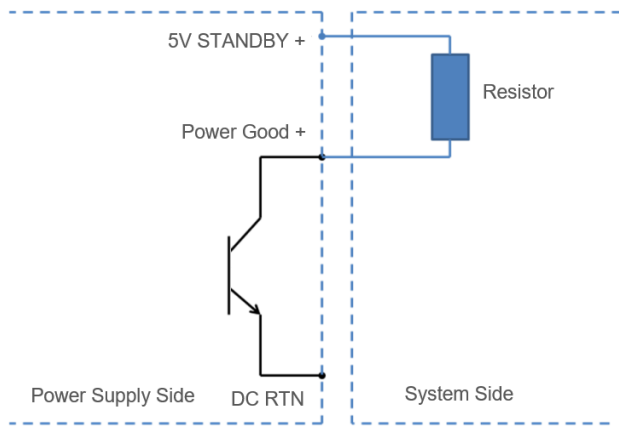 5V STANDBY +
Resistor
Power Good +
Power Supply Side
DC RTN
System Side